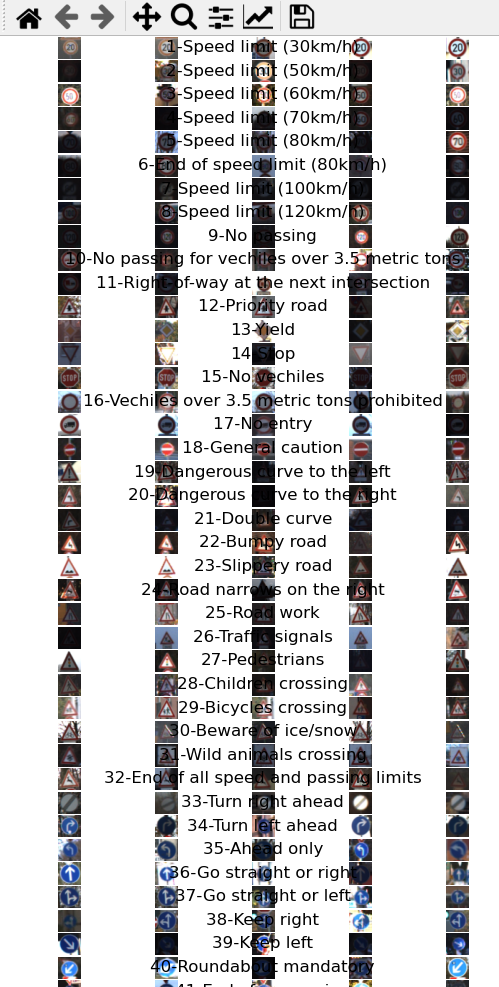 1-Speed limit (30km/h)
2-Speed limit (50km/h)
3-Speed limit (60km/h)
4-Speed limit (70km/h)
5-Speed limit (80km/h)
6-End of speed limit (80km/h)
7-Speed limit (100km/h)
8-Speed limit (120km/h)
9-No passing
10-No passing for vechiles over 3.5 metric tons
11-Right-of-way at the next intersection
12-Priority road
13-Yield
14-Stop
15-No vechiles
16-Vechiles over 3.5 metric tons prohibited
17-No entry
18-General caution
19-Dangerous curve to the left
20-Dangerous curve to the right
21-Double curve
22-Bumpy road
23-Slippery road
24-Road narrows on the right
25-Road work
26-Traffic signals
27-Pedestrians
28-Children crossing
29-Bicycles crossing
30-Beware of ice/snow
31-Wild animals crossing
32-End of all speed and passing limits
33-Turn right ahead
34-Turn left ahead
35-Ahead only
36-Go straight or right
37-Go straight or left
38-Keep right
39-Keep left
40-Roundabout mandatory